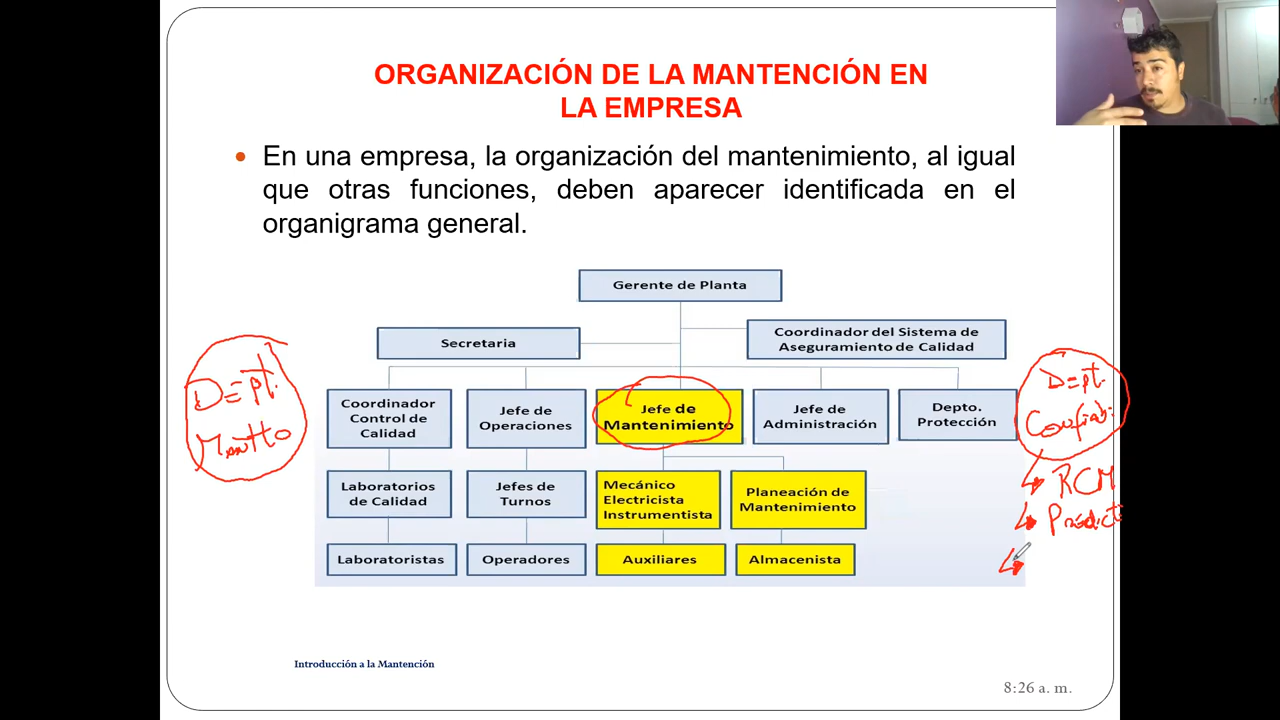 ORGANIZACIÓN DE LA MANTENCIÓN EN
LA EMPRESA
• En una empresa, la organización del mantenimiento, al igual
que otras funciones, deben aparecer identificada en el
organigrama general.
Gerente de Planta
Secretaria
Coordinador del Sistema de
Aseguramiento de Calidad
Coordinador
Control de
Calidad
Jefe de
Operaciones
Jefe de
Mantenimiento
Jefe de
Administración
Depto.
Protección
Laboratorios
de Calidad
Jefes de
Turnos
Mecánico
Electricista
Instrumentista
Planeación de
Mantenimiento
Laboratoristas
Operadores
Auxiliares
Almacenista
Dept.
Mantto
Dept.
Confiabi.
RCM
Predict
Introducción a la Mantención
8:26 a. m.